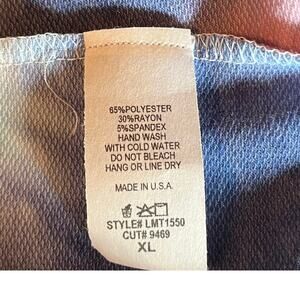 65%POLYESTER
30%RAYON
5%SPANDEX
HAND WASH
WITH COLD WATER
DO NOT BLEACH
HANG OR LINE DRY
MADE IN U.S.A.
STYLE# LMT1550
CUT# 9469
XL